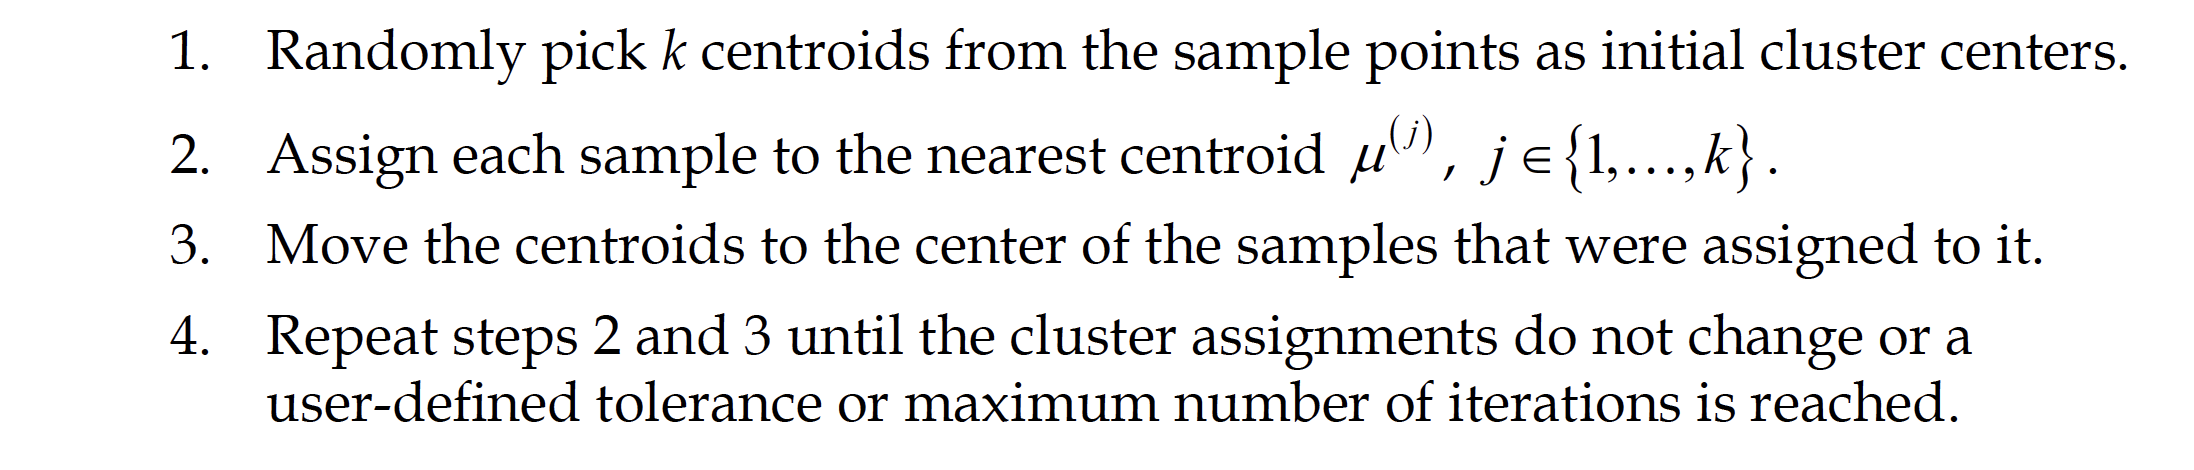 1. Randomly pick k centroids from the sample points as initial cluster centers.
2. Assign each sample to the nearest centroid μ^(j), j ∈ {1,...,k}.
3. Move the centroids to the center of the samples that were assigned to it.
4. Repeat steps 2 and 3 until the cluster assignments do not change or a
user-defined tolerance or maximum number of iterations is reached.